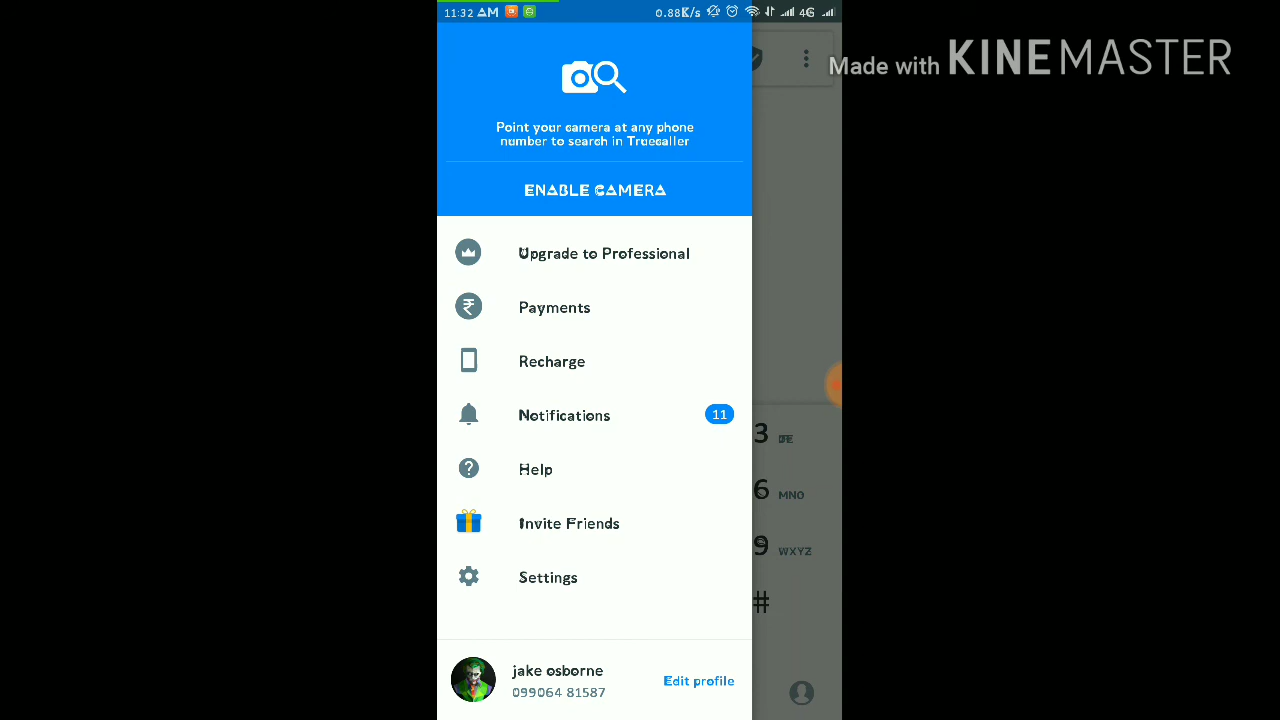 11:32 AM
0.88K/s
4G
Made with KINEMASTER
Point your camera at any phone
number to search in Truecaller
ENABLE CAMERA
Upgrade to Professional
Payments
Recharge
Notifications 11
Help
Invite Friends
Settings
3
6 MNO
9 WXYZ
#
jake osborne
099064 81587
Edit profile